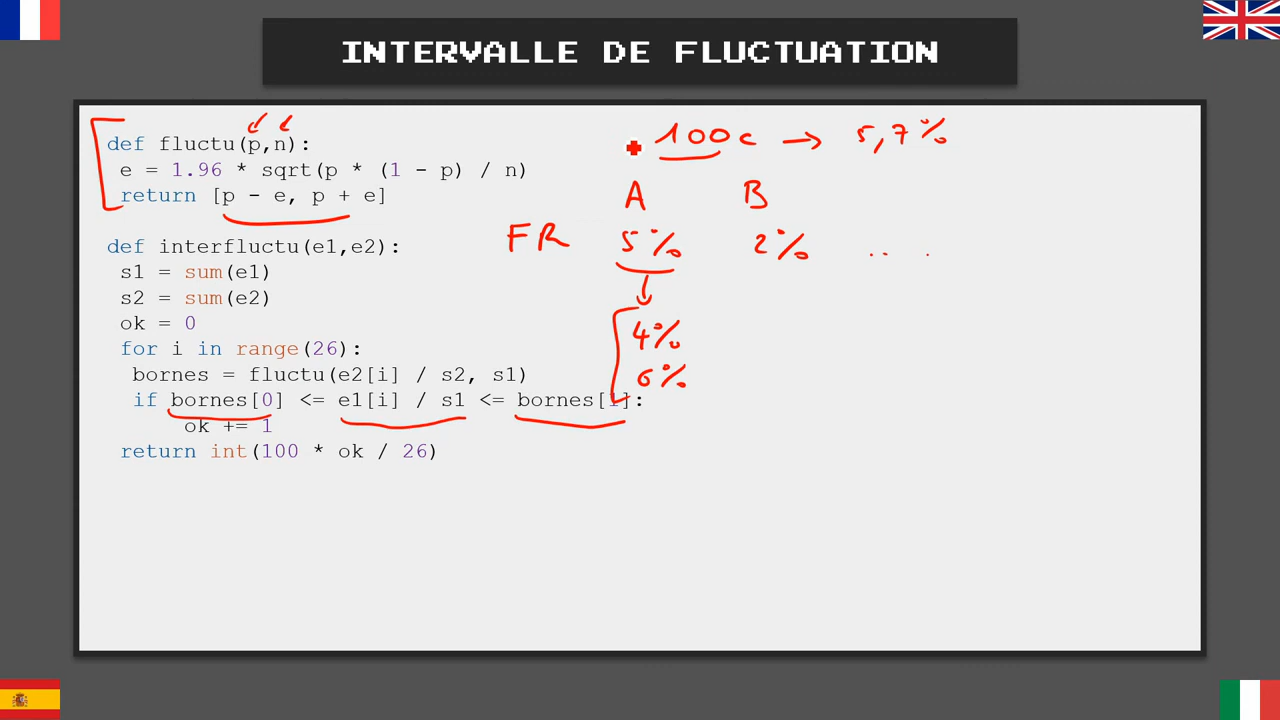 INTERVALLE DE FLUCTUATION
def fluctu(p,n):
e = 1.96 * sqrt(p * (1 - p) / n)
return [p - e, p + e]
def interfluctu(e1,e2):
s1 = sum(e1)
s2 = sum(e2)
ok = 0
for i in range(26):
bornes = fluctu(e2[i] / s2, s1)
if bornes[0] <= e1[i] / s1 <= bornes[1]:
ok += 1
return int(100 * ok / 26)
100c → 5,7%
A B
FR 5% 2% .. .
4%
6%